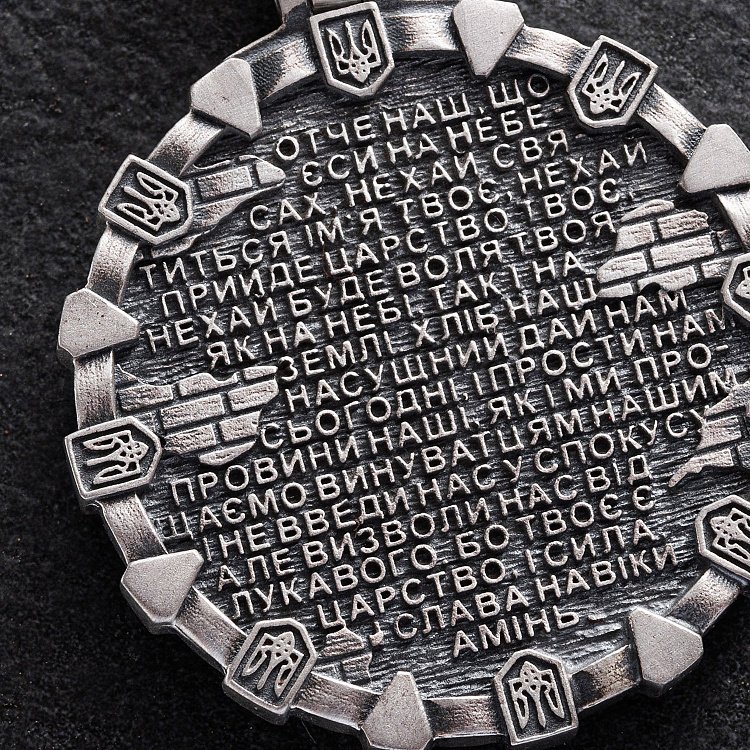 ОТЧЕ НАШ, ЩО
ЄСИ НА НЕБЕ
САХ, НЕХАЙ СВЯ
ТИТЬСЯ ІМ'Я ТВОЄ, НЕХАЙ
ПРИЙДЕ ЦАРСТВО ТВОЄ,
НЕХАЙ БУДЕ ВОЛЯ ТВОЯ
ЯК НА НЕБІ, ТАК І НА
ЗЕМЛІ. ХЛІБ НАШ
НАСУЩНИЙ ДАЙ НАМ
СЬОГОДНІ, І ПРОСТИ НАМ
ПРОВИНИ НАШІ, ЯК І МИ ПРО-
ЩАЄМО ВИНУВАТЦЯМ НАШИМ
І НЕ ВВЕДИ НАС У СПОКУСУ
АЛЕ ВИЗВОЛИ НАС ВІД
ЛУКАВОГО. БО ТВОЄ Є
ЦАРСТВО, І СИЛА
І СЛАВА НАВІКИ
АМІНЬ.